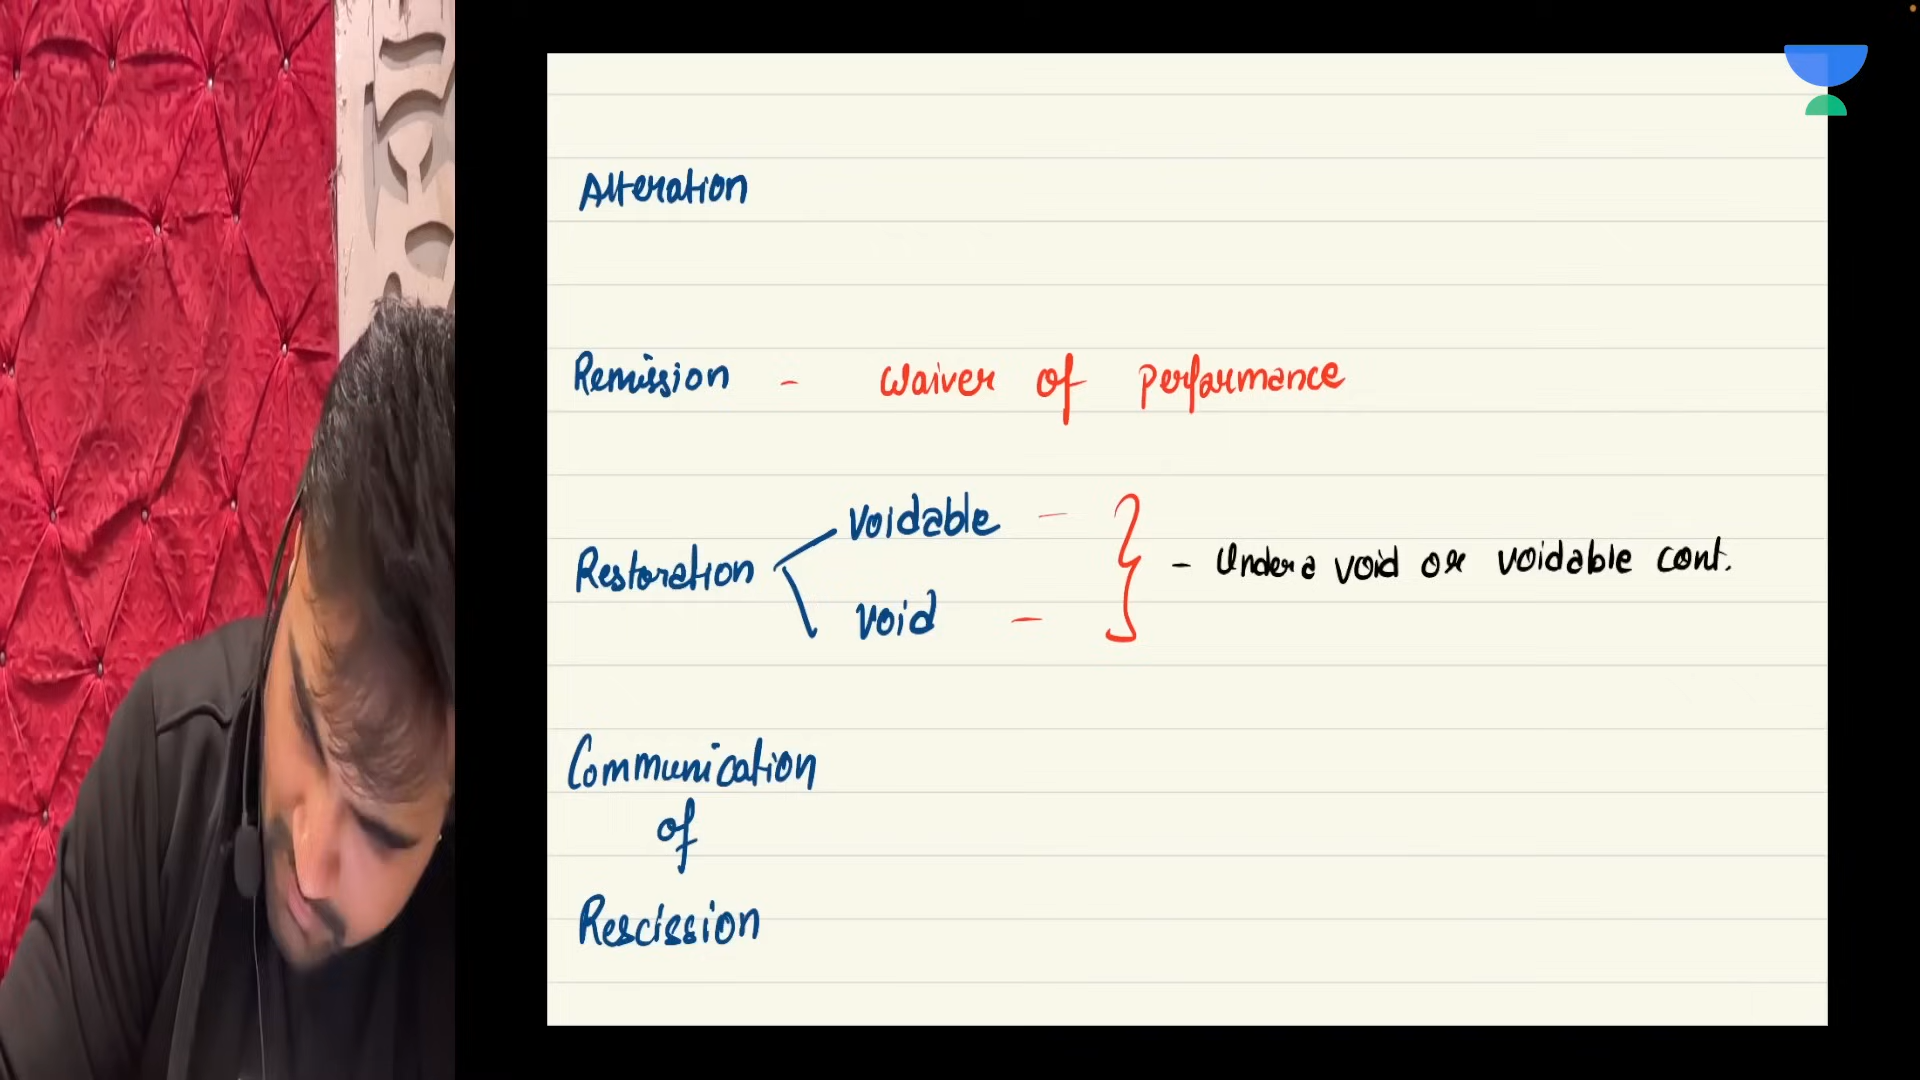 Alteration
Remission - Waiver of performance
Restoration
Voidable -
Void -
- Under a void or voidable cont.
Communication
of
Rescission